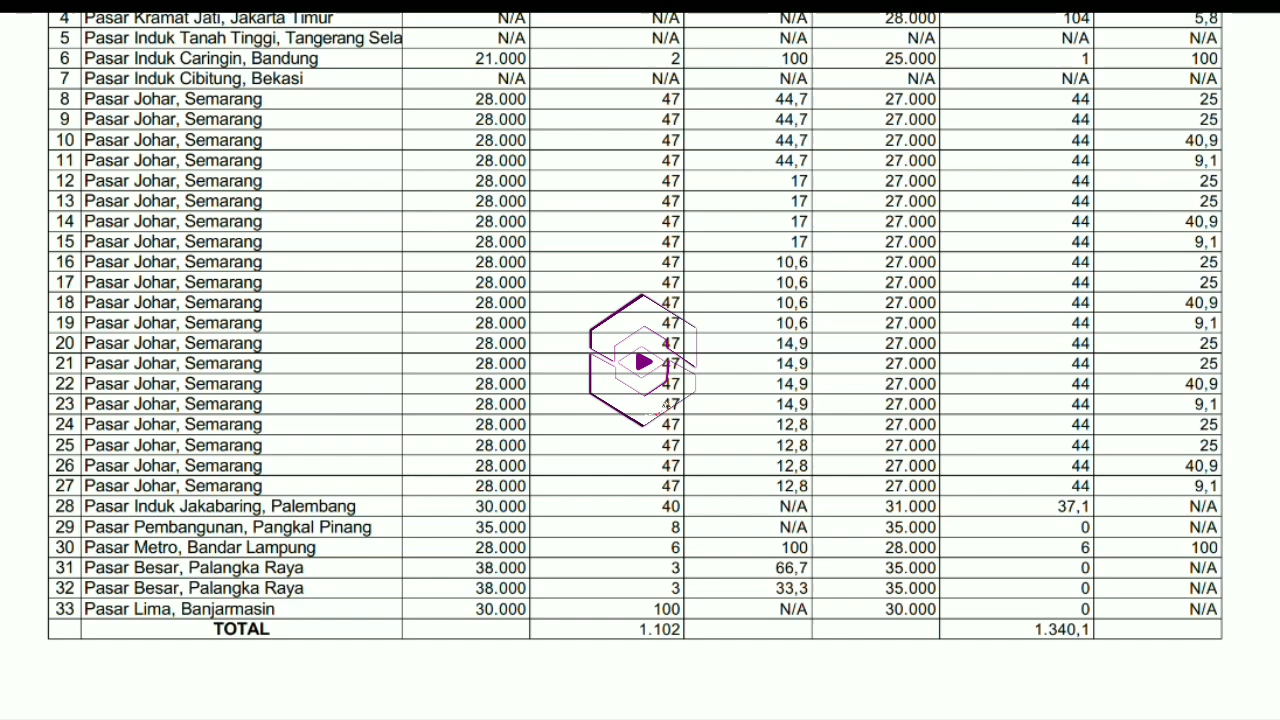 4 Pasar Kramat Jati, Jakarta Timur N/A N/A N/A 28.000 104 5,8
5 Pasar Induk Tanah Tinggi, Tangerang Sela N/A N/A N/A N/A N/A N/A
6 Pasar Induk Caringin, Bandung 21.000 2 100 25.000 1 100
7 Pasar Induk Cibitung, Bekasi N/A N/A N/A N/A N/A N/A
8 Pasar Johar, Semarang 28.000 47 44,7 27.000 44 25
9 Pasar Johar, Semarang 28.000 47 44,7 27.000 44 25
10 Pasar Johar, Semarang 28.000 47 44,7 27.000 44 40,9
11 Pasar Johar, Semarang 28.000 47 44,7 27.000 44 9,1
12 Pasar Johar, Semarang 28.000 47 17 27.000 44 25
13 Pasar Johar, Semarang 28.000 47 17 27.000 44 25
14 Pasar Johar, Semarang 28.000 47 17 27.000 44 40,9
15 Pasar Johar, Semarang 28.000 47 17 27.000 44 9,1
16 Pasar Johar, Semarang 28.000 47 10,6 27.000 44 25
17 Pasar Johar, Semarang 28.000 47 10,6 27.000 44 25
18 Pasar Johar, Semarang 28.000 47 10,6 27.000 44 40,9
19 Pasar Johar, Semarang 28.000 47 10,6 27.000 44 9,1
20 Pasar Johar, Semarang 28.000 47 14,9 27.000 44 25
21 Pasar Johar, Semarang 28.000 47 14,9 27.000 44 25
22 Pasar Johar, Semarang 28.000 47 14,9 27.000 44 40,9
23 Pasar Johar, Semarang 28.000 47 14,9 27.000 44 9,1
24 Pasar Johar, Semarang 28.000 47 12,8 27.000 44 25
25 Pasar Johar, Semarang 28.000 47 12,8 27.000 44 25
26 Pasar Johar, Semarang 28.000 47 12,8 27.000 44 40,9
27 Pasar Johar, Semarang 28.000 47 12,8 27.000 44 9,1
28 Pasar Induk Jakabaring, Palembang 30.000 40 N/A 31.000 37,1 N/A
29 Pasar Pembangunan, Pangkal Pinang 35.000 8 N/A 35.000 0 N/A
30 Pasar Metro, Bandar Lampung 28.000 6 100 28.000 6 100
31 Pasar Besar, Palangka Raya 38.000 3 66,7 35.000 0 N/A
32 Pasar Besar, Palangka Raya 38.000 3 33,3 35.000 0 N/A
33 Pasar Lima, Banjarmasin 30.000 100 N/A 30.000 0 N/A
TOTAL 1.102 1.340,1